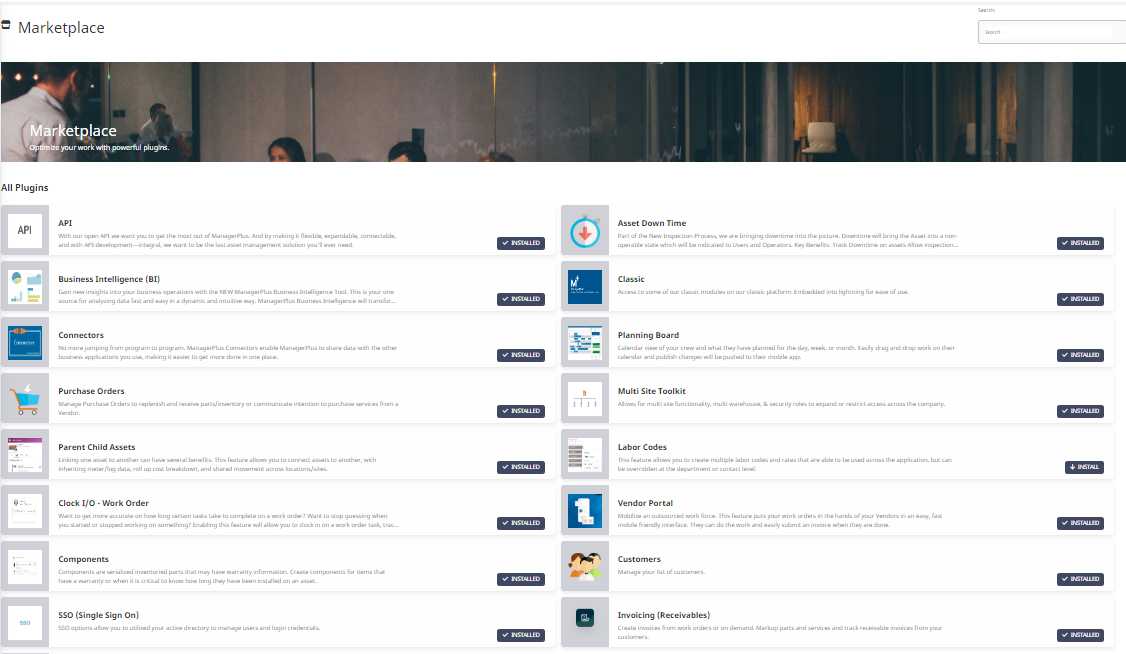 Search:
Marketplace
Search
Marketplace
Optimize your work with powerful plugins.
All Plugins
API
API
With our open API we want you to get the most out of ManagerPlus. And by making it flexible, expandable, connectable,
and with API development—integral, we want to be the last asset management solution you'll ever need.
INSTALLED
Asset Down Time
Part of the New Inspection Process, we are bringing downtime into the picture. Downtime will bring the Asset into a non-
operable state which will be indicated to Users and Operators. Key Benefits: Track Downtime on assets Allow inspection...
INSTALLED
Business Intelligence (BI)
Gain new insights into your business operations with the NEW ManagerPlus Business Intelligence Tool. This is your one
source for analyzing data fast and easy in a dynamic and intuitive way. ManagerPlus Business Intelligence will transfor...
INSTALLED
Classic
Access to some of our classic modules on our classic platform. Embedded into lightning for ease of use.
INSTALLED
Connectors
Connectors
No more jumping from program to program. ManagerPlus Connectors enable ManagerPlus to share data with the other
business applications you use, making it easier to get more done in one place.
INSTALLED
Planning Board
Calendar view of your crew and what they have planned for the day, week, or month. Easily drag and drop work on their
calendar and publish changes will be pushed to their mobile app.
INSTALLED
Purchase Orders
Manage Purchase Orders to replenish and receive parts/inventory or communicate intention to purchase services from a
Vendor.
INSTALLED
Multi Site Toolkit
Allows for multi site functionality, multi warehouse, & security roles to expand or restrict access across the company.
INSTALLED
Parent Child Assets
Linking one asset to another can have several benefits. This feature allows you to connect assets to another, with
inheriting meter/log data, roll up cost breakdown, and shared movement across locations/sites.
INSTALLED
Labor Codes
This feature allows you to create multiple labor codes and rates that are able to be used across the application, but can
be overridden at the department or contact level.
INSTALL
Clock I/O - Work Order
Want to get more accurate on how long certain tasks take to complete on a work order? Want to stop guessing when
you started or stopped working on something? Enabling this feature will allow you to clock in on a work order task, trac...
INSTALLED
Vendor Portal
Mobilize an outsourced work force. This feature puts your work orders in the hands of your Vendors in an easy, fast
mobile friendly interface. They can do the work and easily submit an invoice when they are done.
INSTALLED
Components
Components are serialized inventoried parts that may have warranty information. Create components for items that
have a warranty or when it is critical to know how long they have been installed on an asset.
INSTALLED
Customers
Manage your list of customers.
INSTALLED
SSO
SSO (Single Sign On)
SSO options allow you to utilized your active directory to manage users and login credentials.
INSTALLED
Invoicing (Receivables)
Create invoices from work orders or on demand. Markup parts and services and track receivable invoices from your
customers.
INSTALLED